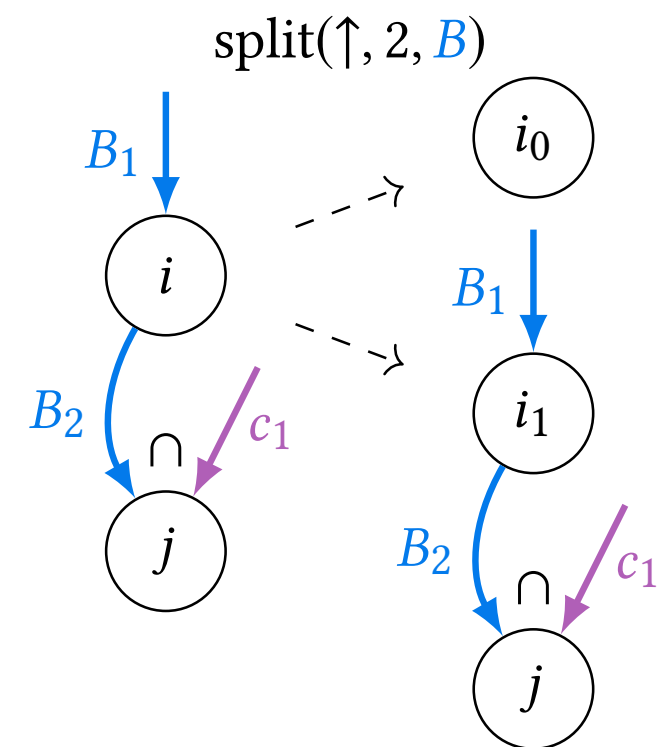 split(↑, 2, B)
B₁
i
B₂
∩
c₁
j
i₀
B₁
i₁
B₂
∩
c₁
j